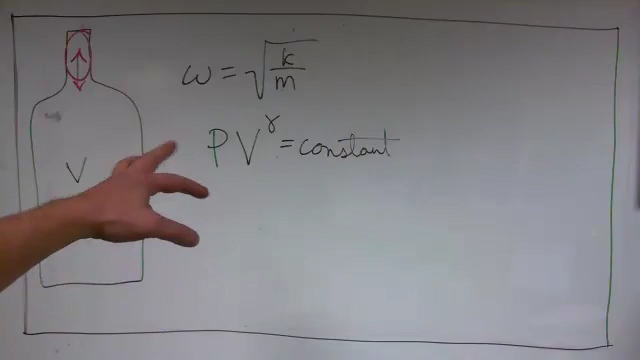 ω = √(k/m)
PV^γ = constant
V